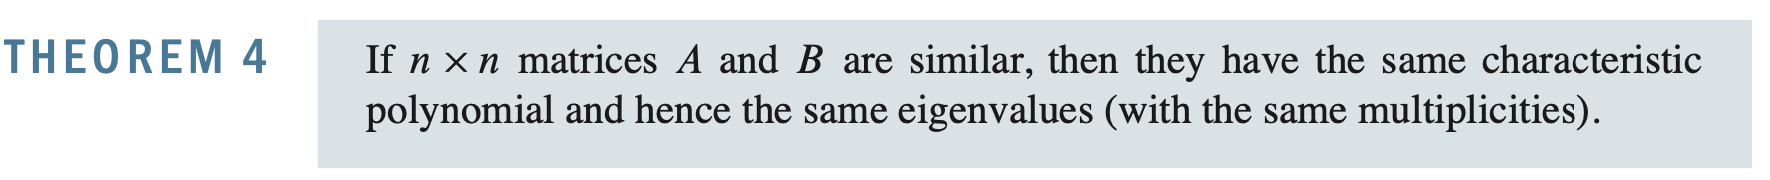 THEOREM 4
If n × n matrices A and B are similar, then they have the same characteristic
polynomial and hence the same eigenvalues (with the same multiplicities).